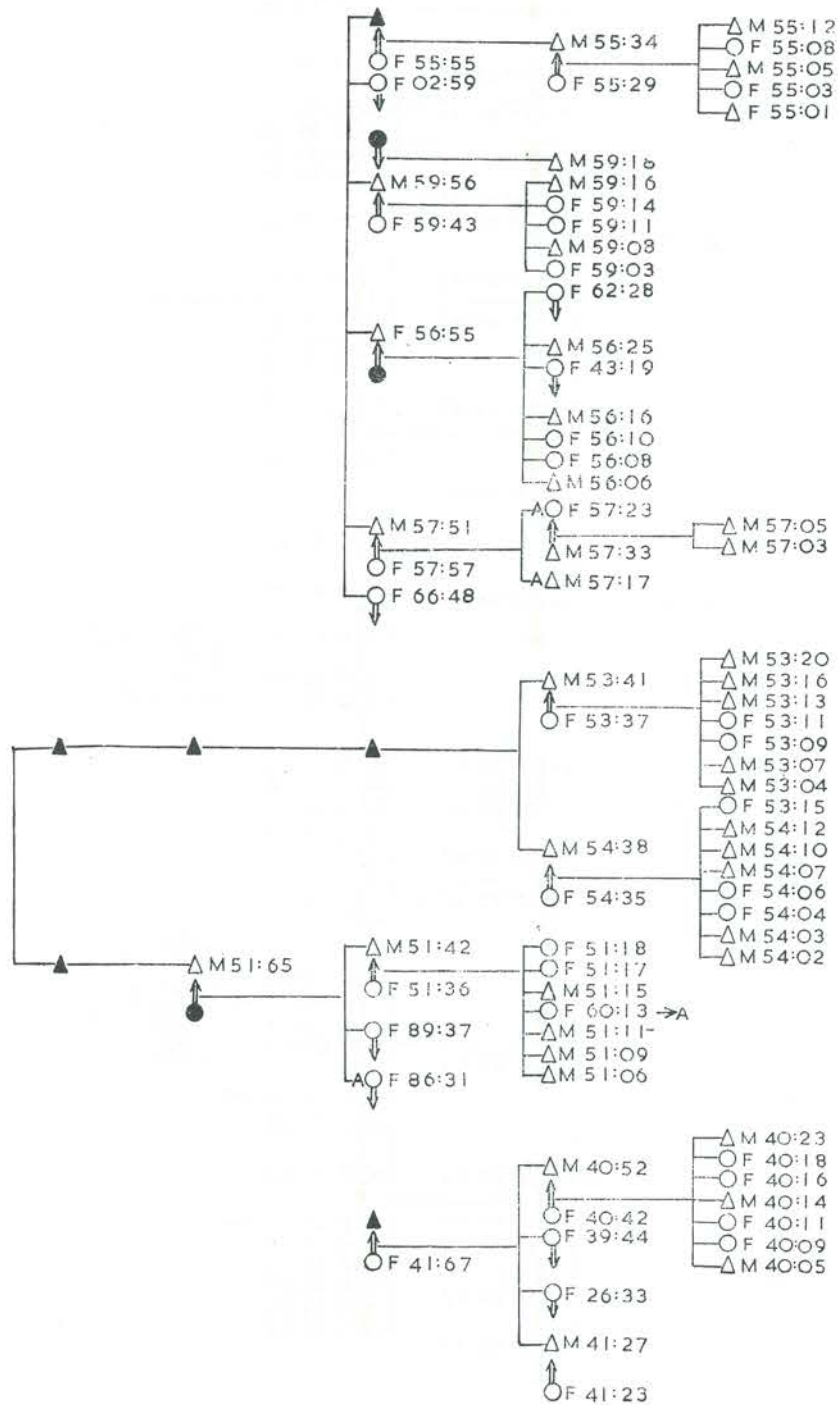 M 55:34
M 55:12
F 55:08
F 55:55
M 55:05
F 02:59
F 55:29
F 55:03
F 55:01
M 59:18
M 59:56
M 59:16
F 59:14
F 59:43
F 59:11
M 59:08
F 59:03
F 62:28
F 56:55
M 56:25
F 43:19
M 56:16
F 56:10
F 56:08
M 56:06
A F 57:23
M 57:51
M 57:05
M 57:33
M 57:03
F 57:57
A M 57:17
F 66:48
M 53:20
M 53:41
M 53:16
M 53:13
F 53:37
F 53:11
F 53:09
M 53:07
M 53:04
F 53:15
M 54:12
M 54:38
M 54:10
M 54:07
F 54:35
F 54:06
F 54:04
M 54:03
M 54:02
M 51:65
M 51:42
F 51:18
F 51:17
F 51:36
M 51:15
F 60:13 →A
F 89:37
M 51:11
M 51:09
A F 86:31
M 51:06
M 40:52
M 40:23
F 40:18
F 40:16
F 40:42
M 40:14
F 39:44
F 40:11
F 41:67
F 40:09
M 40:05
F 26:33
M 41:27
F 41:23